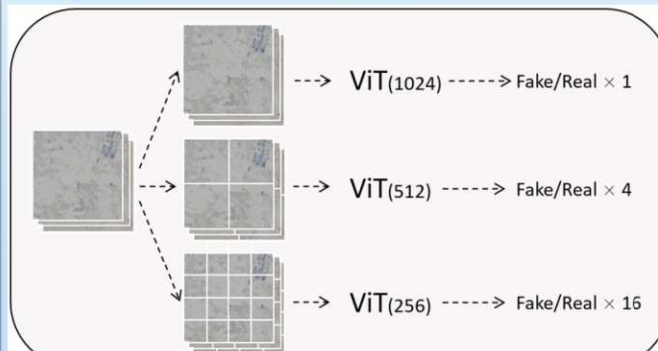 ViT(1024) Fake/Real × 1
ViT(512) Fake/Real × 4
ViT(256) Fake/Real × 16